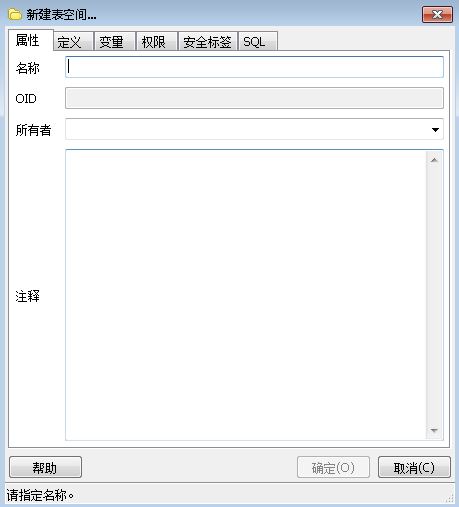 新建表空间...
属性 定义 变量 权限 安全标签 SQL
名称
OID
所有者
注释
帮助 确定(O) 取消(C)
请指定名称。